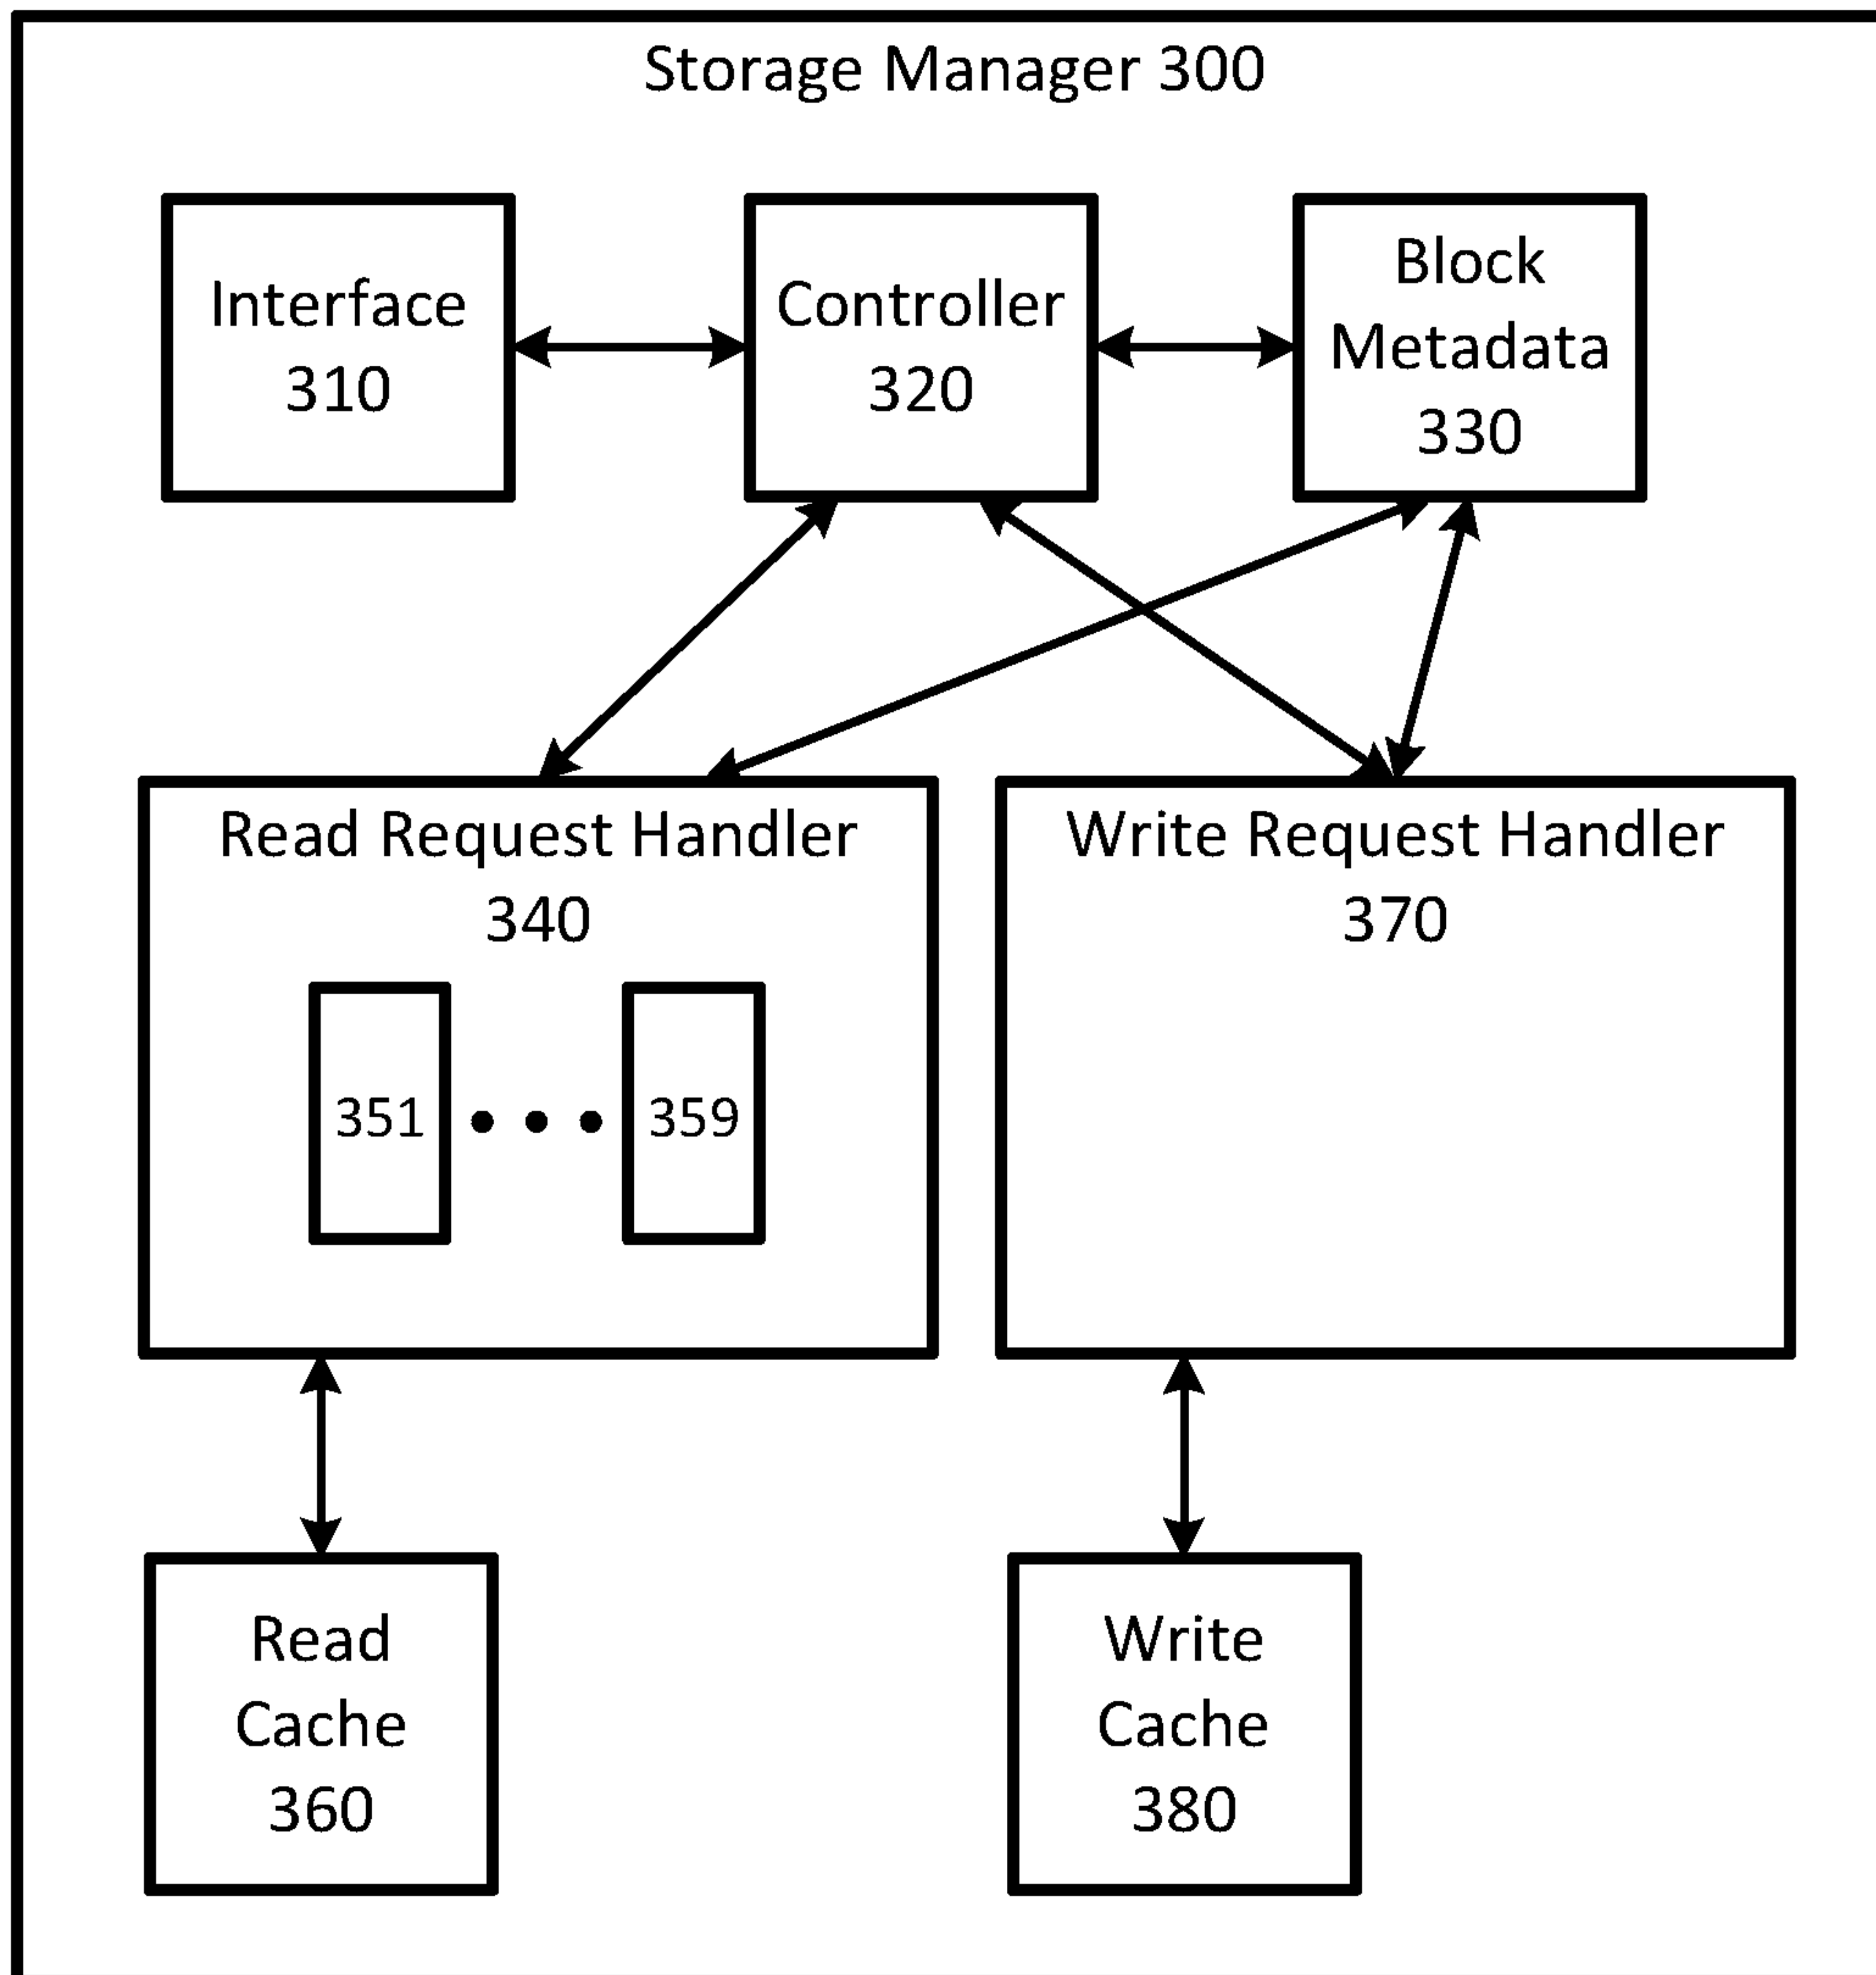 Storage Manager 300
Interface
310
Controller
320
Block
Metadata
330
Read Request Handler
340
351
359
Write Request Handler
370
Read
Cache
360
Write
Cache
380